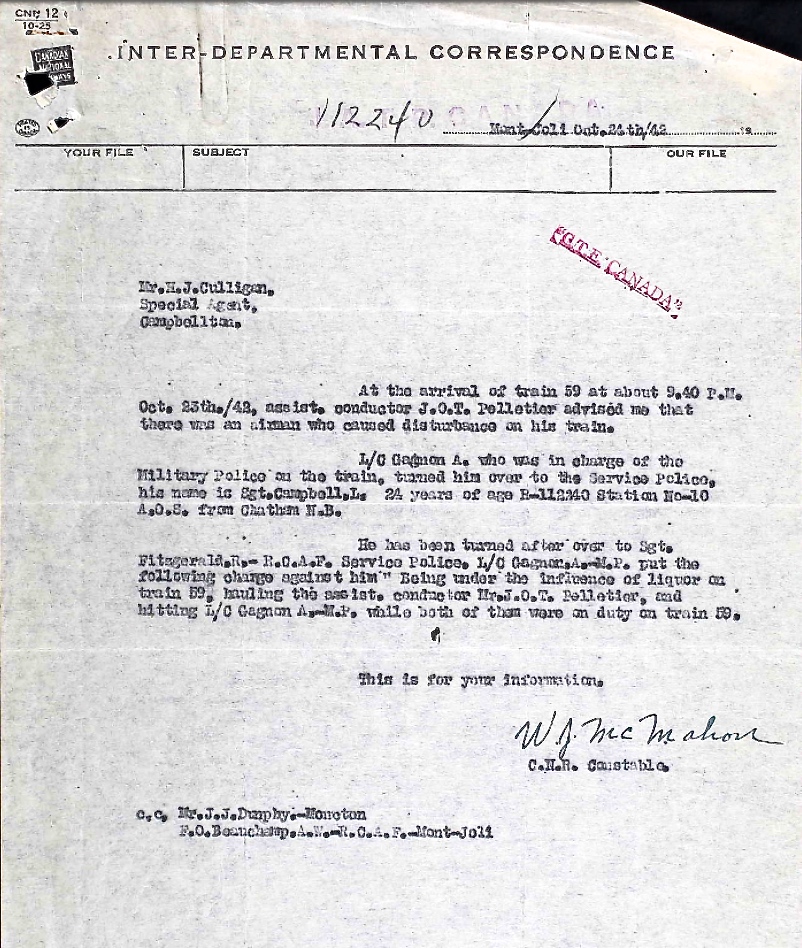 CNR 12
10-25
CANADIAN
NATIONAL
INTER-DEPARTMENTAL CORRESPONDENCE
112240
Mont-Joli Oct.24th/42 19
YOUR FILE
SUBJECT
OUR FILE
"G.T.E. CANADA"
Mr.H.J.Culligan,
Special Agent,
Campbellton.
At the arrival of train 59 at about 9.40 P.M.
Oct. 23th./42, assist. conductor J.O.T. Pelletier advised me that
there was an airman who caused disturbance on his train.
L/C Gagnon A. who was in charge of the
Military Police on the train, turned him over to the Service Police,
his name is Sgt.Campbell.L. 24 years of age R-112240 Station No-10
A.O.S. from Chatham N.B.
He has been turned after over to Sgt.
Fitzgerald.R.- R.C.A.F. Service Police. L/C Gagnon.A.-M.P. put the
following charge against him" Being under the influence of liquor on
train 59, hauling the assist. conductor Mr.J.O.T. Pelletier, and
hitting L/C Gagnon A.-M.P. while both of them were on duty on train 59.
This is for your information.
W.J. McMahon
C.N.R. Constable.
c.c. Mr.J.J.Dunphy.-Moncton
F.O.Beauchamp.A.N.-R.C.A.F.-Mont-Joli